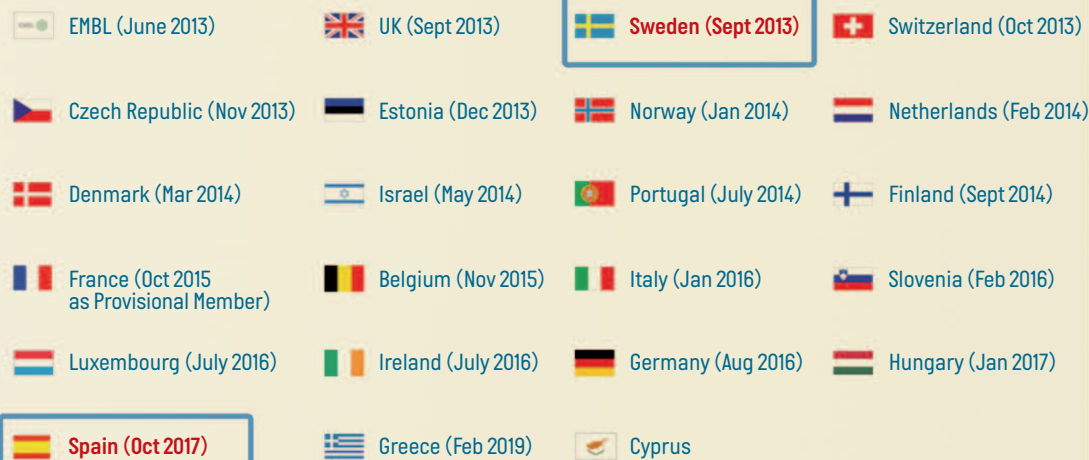 EMBL (June 2013)
UK (Sept 2013)
Sweden (Sept 2013)
Switzerland (Oct 2013)
Czech Republic (Nov 2013)
Estonia (Dec 2013)
Norway (Jan 2014)
Netherlands (Feb 2014)
Denmark (Mar 2014)
Israel (May 2014)
Portugal (July 2014)
Finland (Sept 2014)
France (Oct 2015
as Provisional Member)
Belgium (Nov 2015)
Italy (Jan 2016)
Slovenia (Feb 2016)
Luxembourg (July 2016)
Ireland (July 2016)
Germany (Aug 2016)
Hungary (Jan 2017)
Spain (Oct 2017)
Greece (Feb 2019)
Cyprus